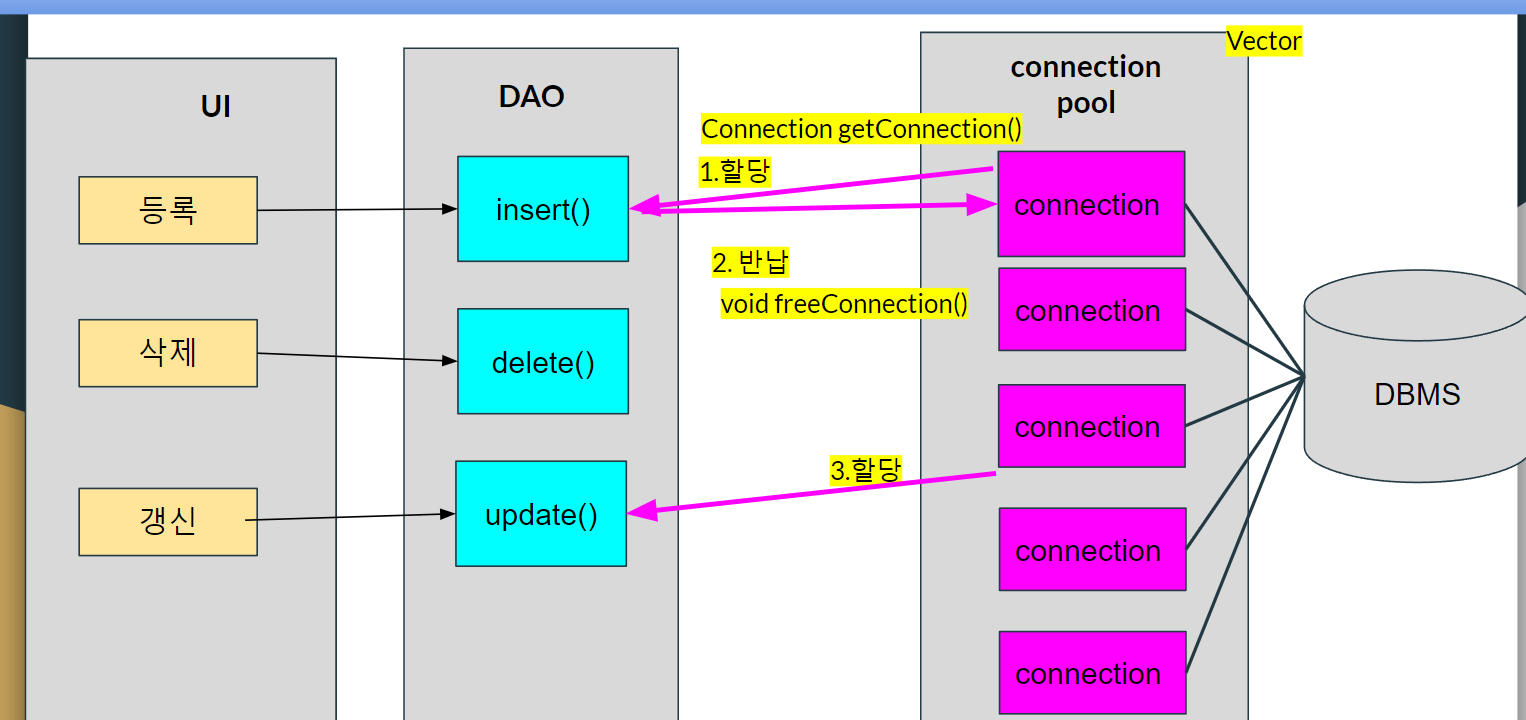 UI
등록
삭제
갱신
DAO
insert()
delete()
update()
Connection getConnection()
1.할당
2. 반납
void freeConnection()
3.할당
Vector
connection
pool
connection
connection
connection
connection
connection
DBMS